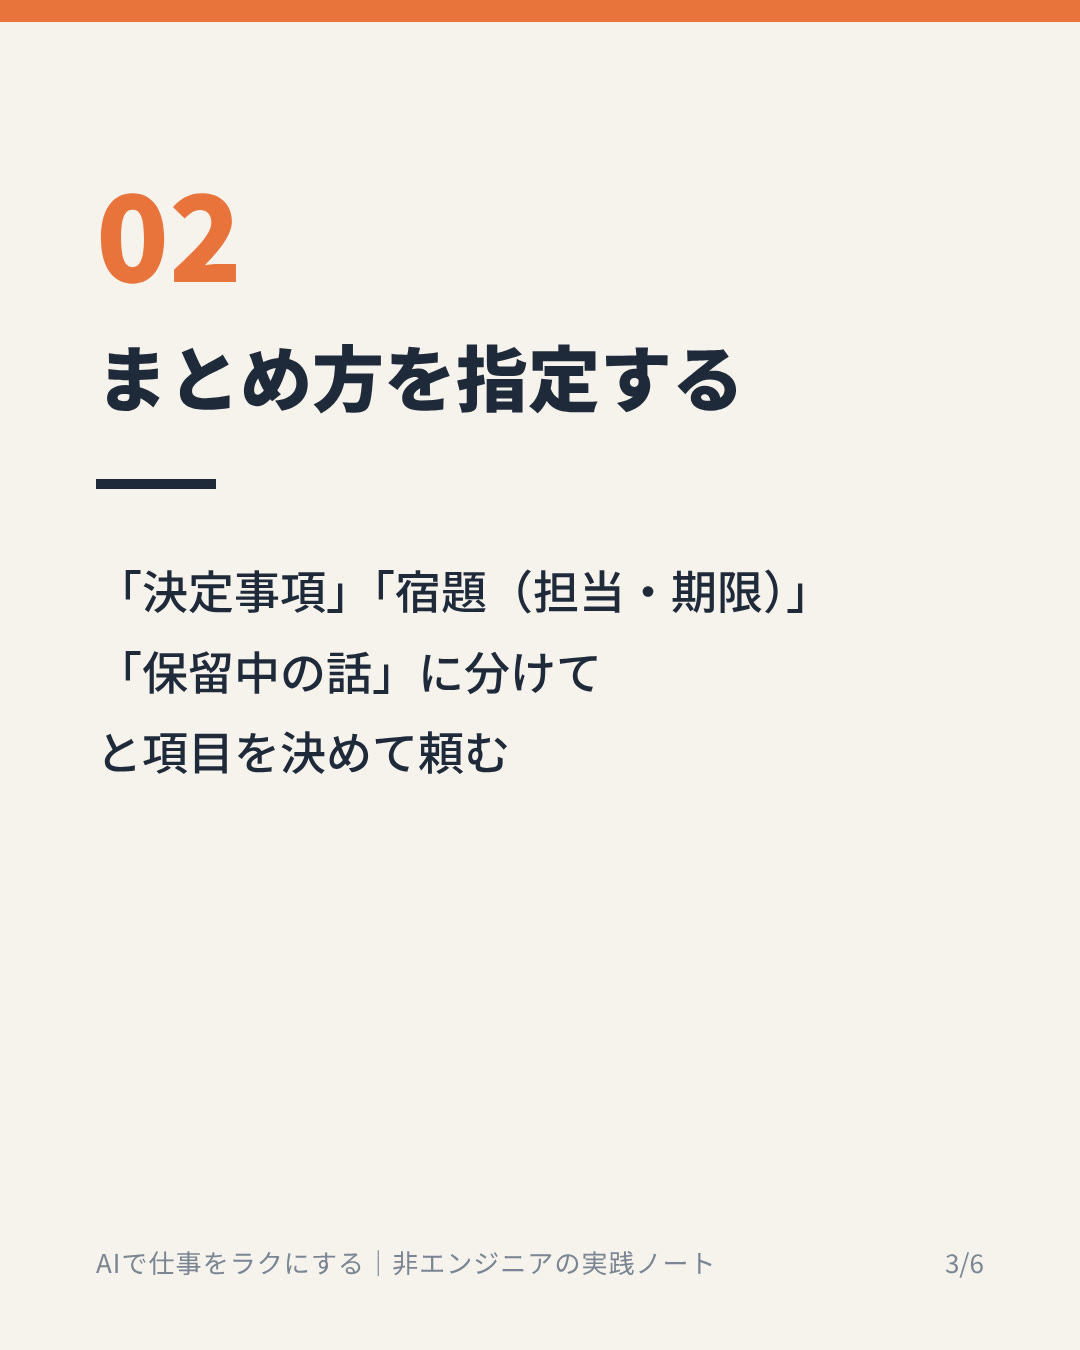 02
まとめ方を指定する
「決定事項」「宿題（担当・期限）」
「保留中の話」に分けて
と項目を決めて頼む
AIで仕事をラクにする｜非エンジニアの実践ノート
3/6